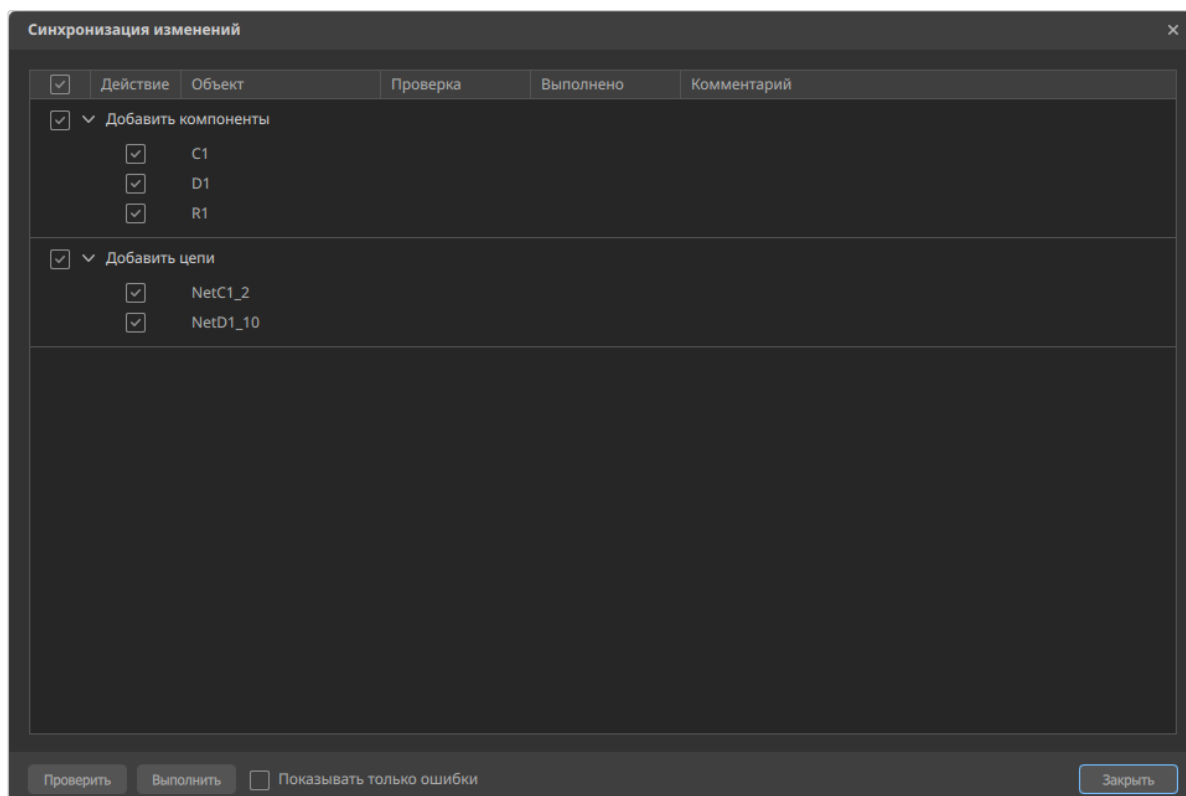 Синхронизация изменений
Действие Объект Проверка Выполнено Комментарий
Добавить компоненты
C1
D1
R1
Добавить цепи
NetC1_2
NetD1_10
Проверить Выполнить Показывать только ошибки Закрыть